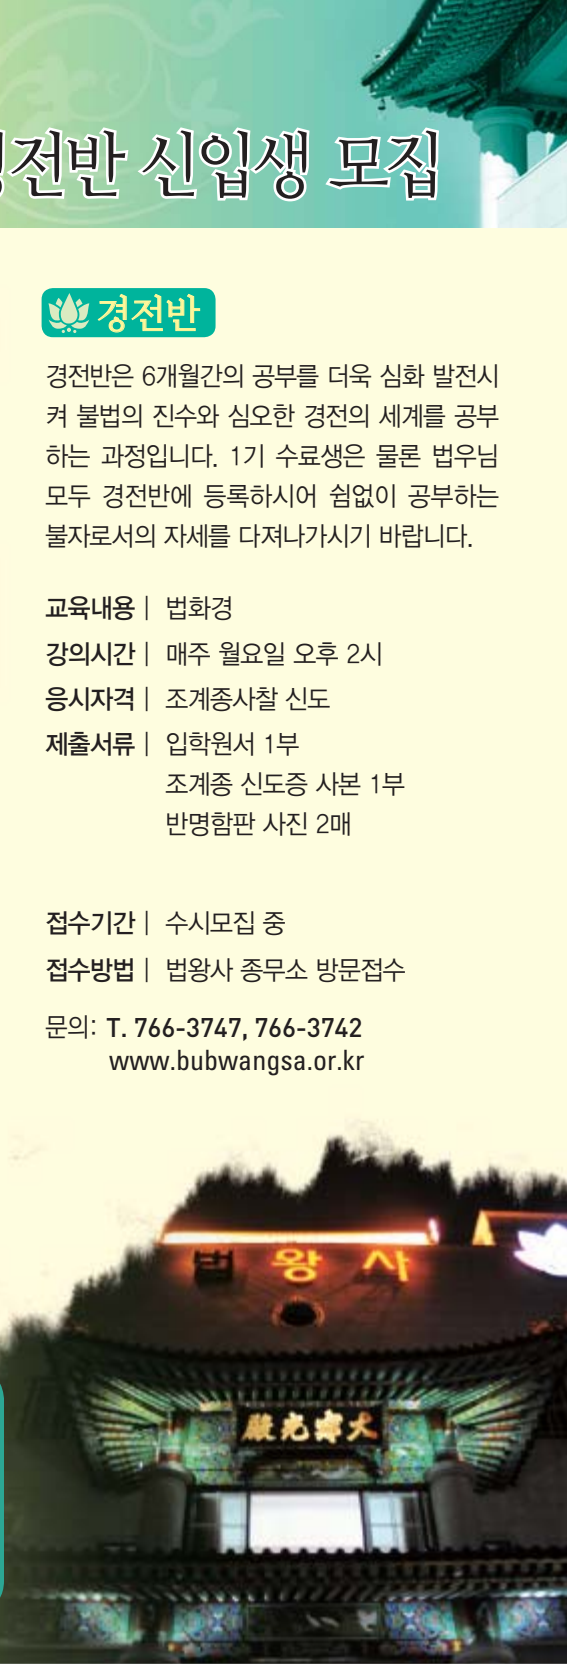 전반 신입생 모집
경전반
경전반은 6개월간의 공부를 더욱 심화 발전시
켜 불법의 진수와 심오한 경전의 세계를 공부
하는 과정입니다. 1기 수료생은 물론 법우님
모두 경전반에 등록하시어 쉼없이 공부하는
불자로서의 자세를 다져나가시기 바랍니다.
교육내용 | 법화경
강의시간 | 매주 월요일 오후 2시
응시자격 | 조계종사찰 신도
제출서류 | 입학원서 1부
조계종 신도증 사본 1부
반명함판 사진 2매
접수기간 | 수시모집 중
접수방법 | 법왕사 종무소 방문접수
문의: T. 766-3747, 766-3742
www.bubwangsa.or.kr
법왕사
殿光寂大